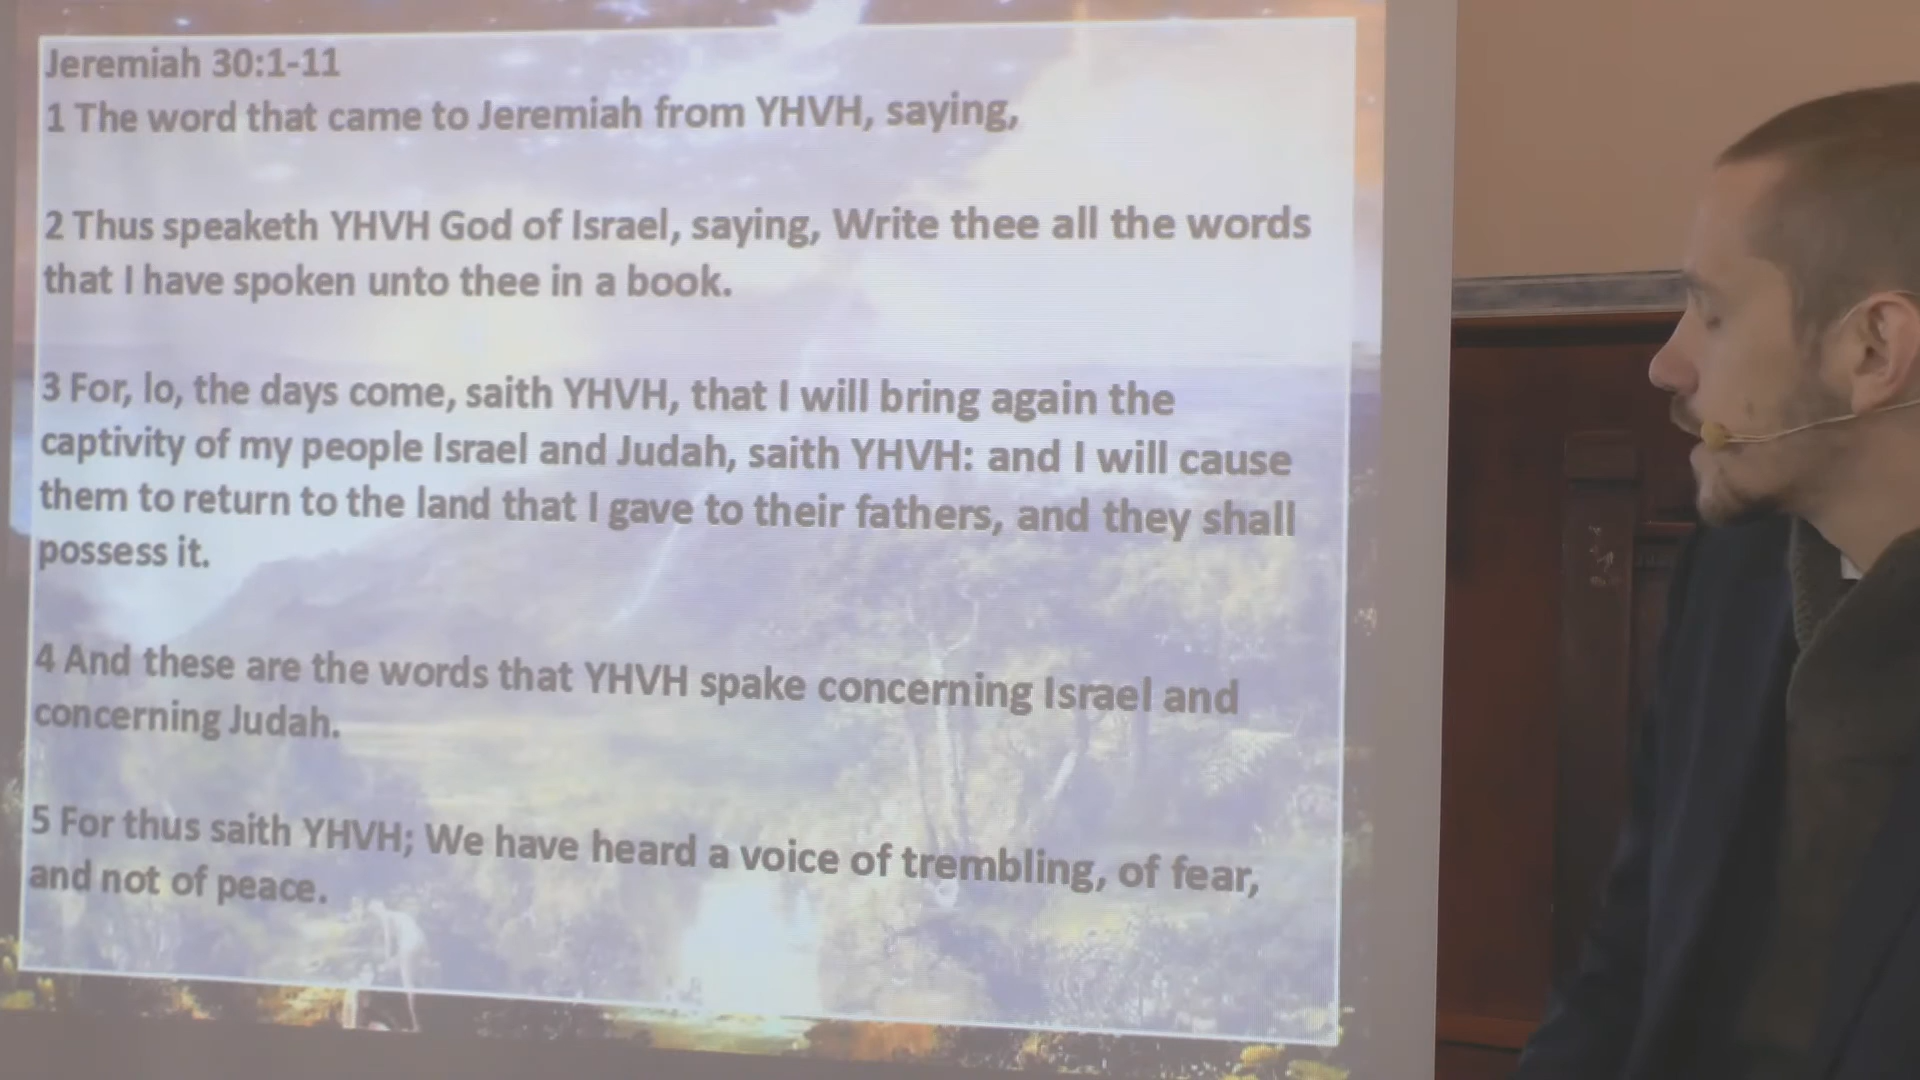 Jeremiah 30:1-11
1 The word that came to Jeremiah from YHVH, saying,
2 Thus speaketh YHVH God of Israel, saying, Write thee all the words
that I have spoken unto thee in a book.
3 For, lo, the days come, saith YHVH, that I will bring again the
captivity of my people Israel and Judah, saith YHVH: and I will cause
them to return to the land that I gave to their fathers, and they shall
possess it.
4 And these are the words that YHVH spake concerning Israel and
concerning Judah.
5 For thus saith YHVH; We have heard a voice of trembling, of fear,
and not of peace.